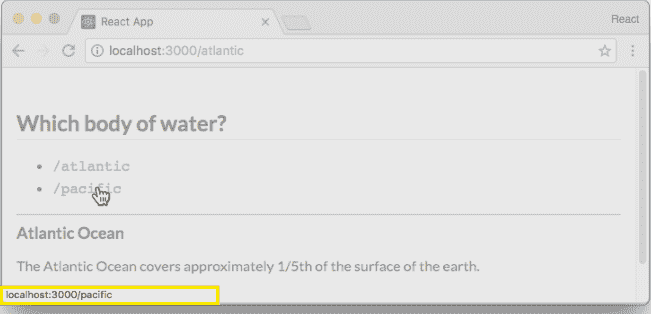 React App
React
localhost:3000/atlantic
Which body of water?
/atlantic
/pacific
Atlantic Ocean
The Atlantic Ocean covers approximately 1/5th of the surface of the earth.
localhost:3000/pacific